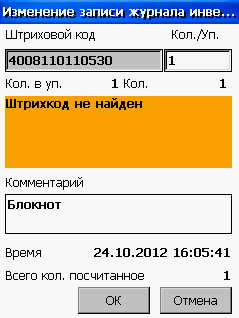 Изменение записи журнала инве...
Штриховой код Кол./Уп.
4008110110530 1
Кол. в уп. 1 Кол. 1
Штрихкод не найден
Комментарий
Блокнот
Время 24.10.2012 16:05:41
Всего кол. посчитанное 1
ОК Отмена